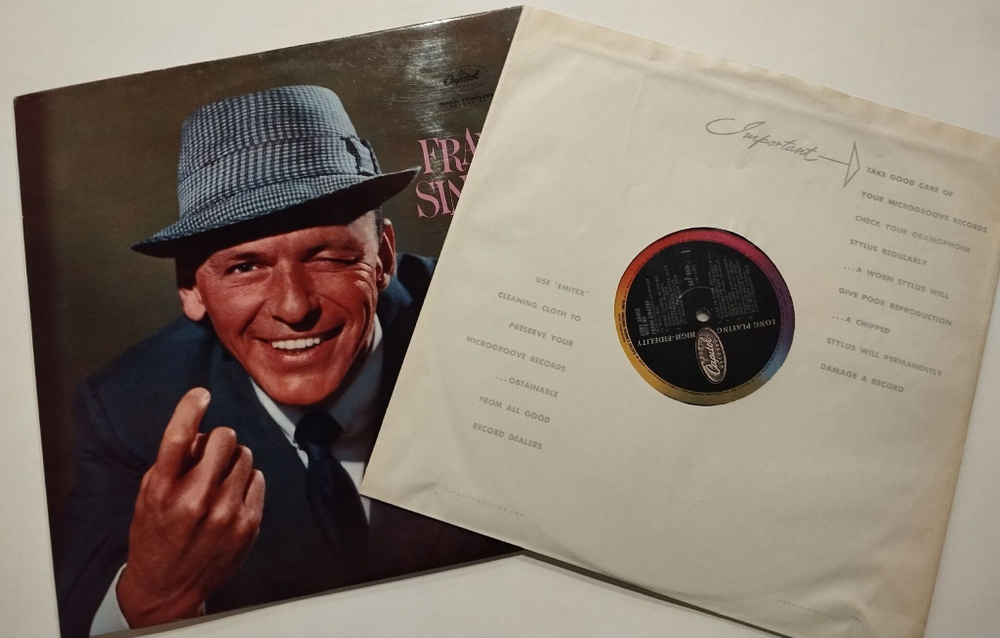 Capitol
HIGH FIDELITY
FRA
SIN
Important
TAKE GOOD CARE OF
YOUR MICROGROOVE RECORDS
CHECK YOUR GRAMOPHONE
STYLUS REGULARLY
...A WORN STYLUS WILL
GIVE POOR REPRODUCTION
...A CHIPPED
STYLUS WILL PERMANENTLY
DAMAGE A RECORD
USE 'EMITEX'
CLEANING CLOTH TO
PRESERVE YOUR
MICROGROOVE RECORDS
...OBTAINABLE
FROM ALL GOOD
RECORD DEALERS
LONG PLAYING HIGH-FIDELITY
Capitol